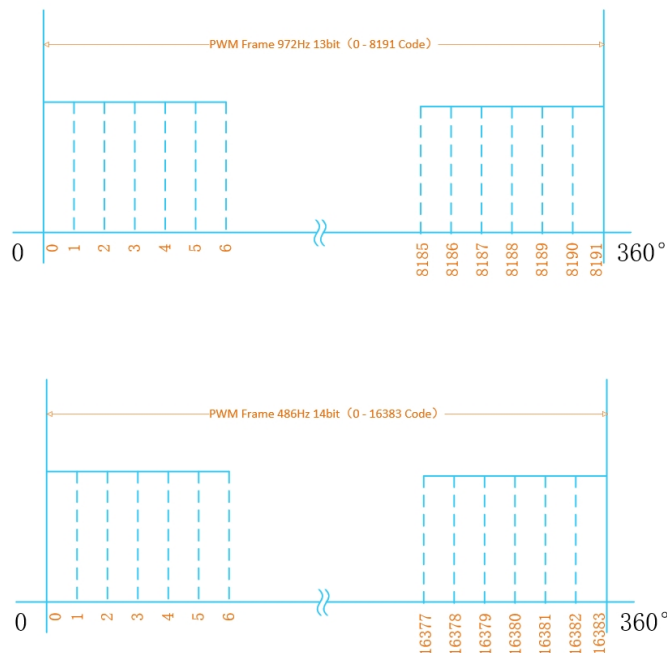 PWM Frame 972Hz 13bit（0 - 8191 Code）
0 0 1 2 3 4 5 6 8185 8186 8187 8188 8189 8190 8191 360°
PWM Frame 486Hz 14bit（0 - 16383 Code）
0 0 1 2 3 4 5 6 16377 16378 16379 16380 16381 16382 16383 360°